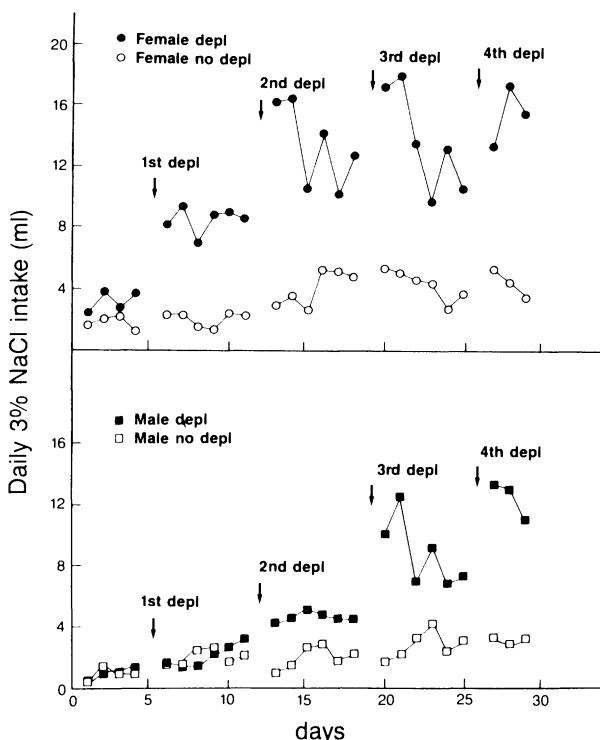 20
Female depl
Female no depl
3rd depl
4th depl
2nd depl
16
1st depl
12
8
4
Daily 3% NaCl intake (ml)
Male depl
Male no depl
16
3rd depl
4th depl
12
2nd depl
8
1st depl
4
0
0 5 10 15 20 25 30
days